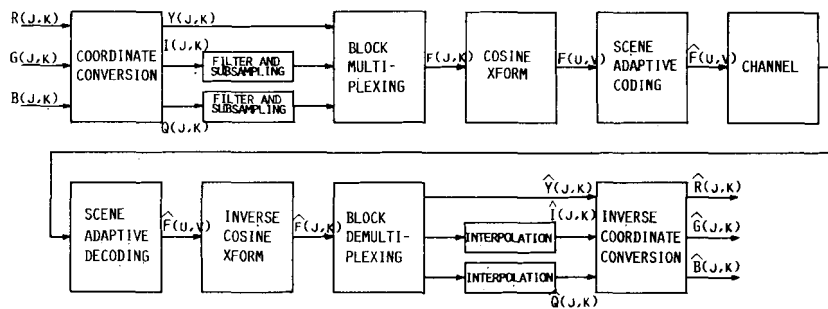 R(J,K)
G(J,K)
B(J,K)
COORDINATE
CONVERSION
Y(J,K)
I(J,K)
Q(J,K)
FILTER AND
SUBSAMPLING
FILTER AND
SUBSAMPLING
BLOCK
MULTI-
PLEXING
F(J,K)
COSINE
XFORM
F(U,V)
SCENE
ADAPTIVE
CODING
F̂(U,V)
CHANNEL
SCENE
ADAPTIVE
DECODING
F̂(U,V)
INVERSE
COSINE
XFORM
F̂(J,K)
BLOCK
DEMULTI-
PLEXING
Ŷ(J,K)
Î(J,K)
INTERPOLATION
INTERPOLATION
Q̂(J,K)
INVERSE
COORDINATE
CONVERSION
R̂(J,K)
Ĝ(J,K)
B̂(J,K)